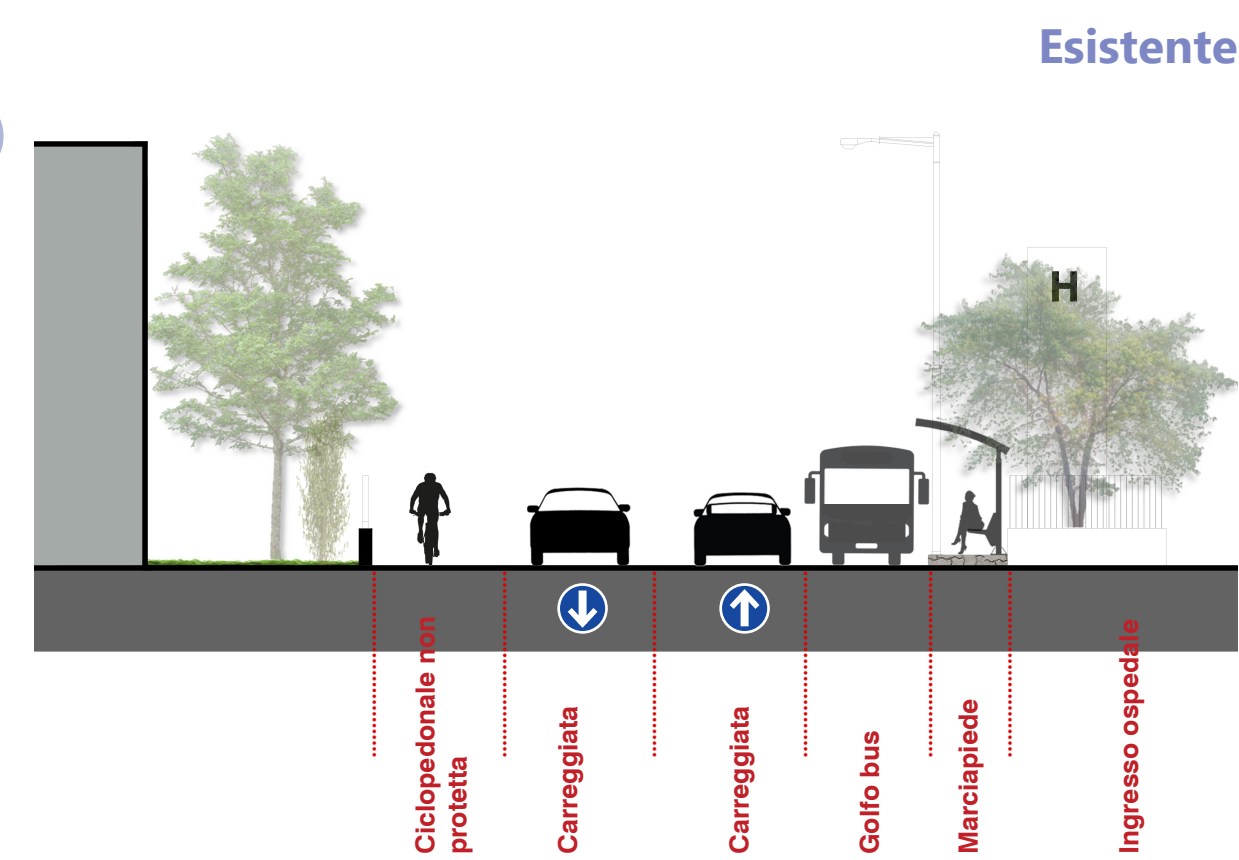 Esistente
H
Ciclopedonale non
protetta
Carreggiata
Carreggiata
Golfo bus
Marciapiede
Ingresso ospedale